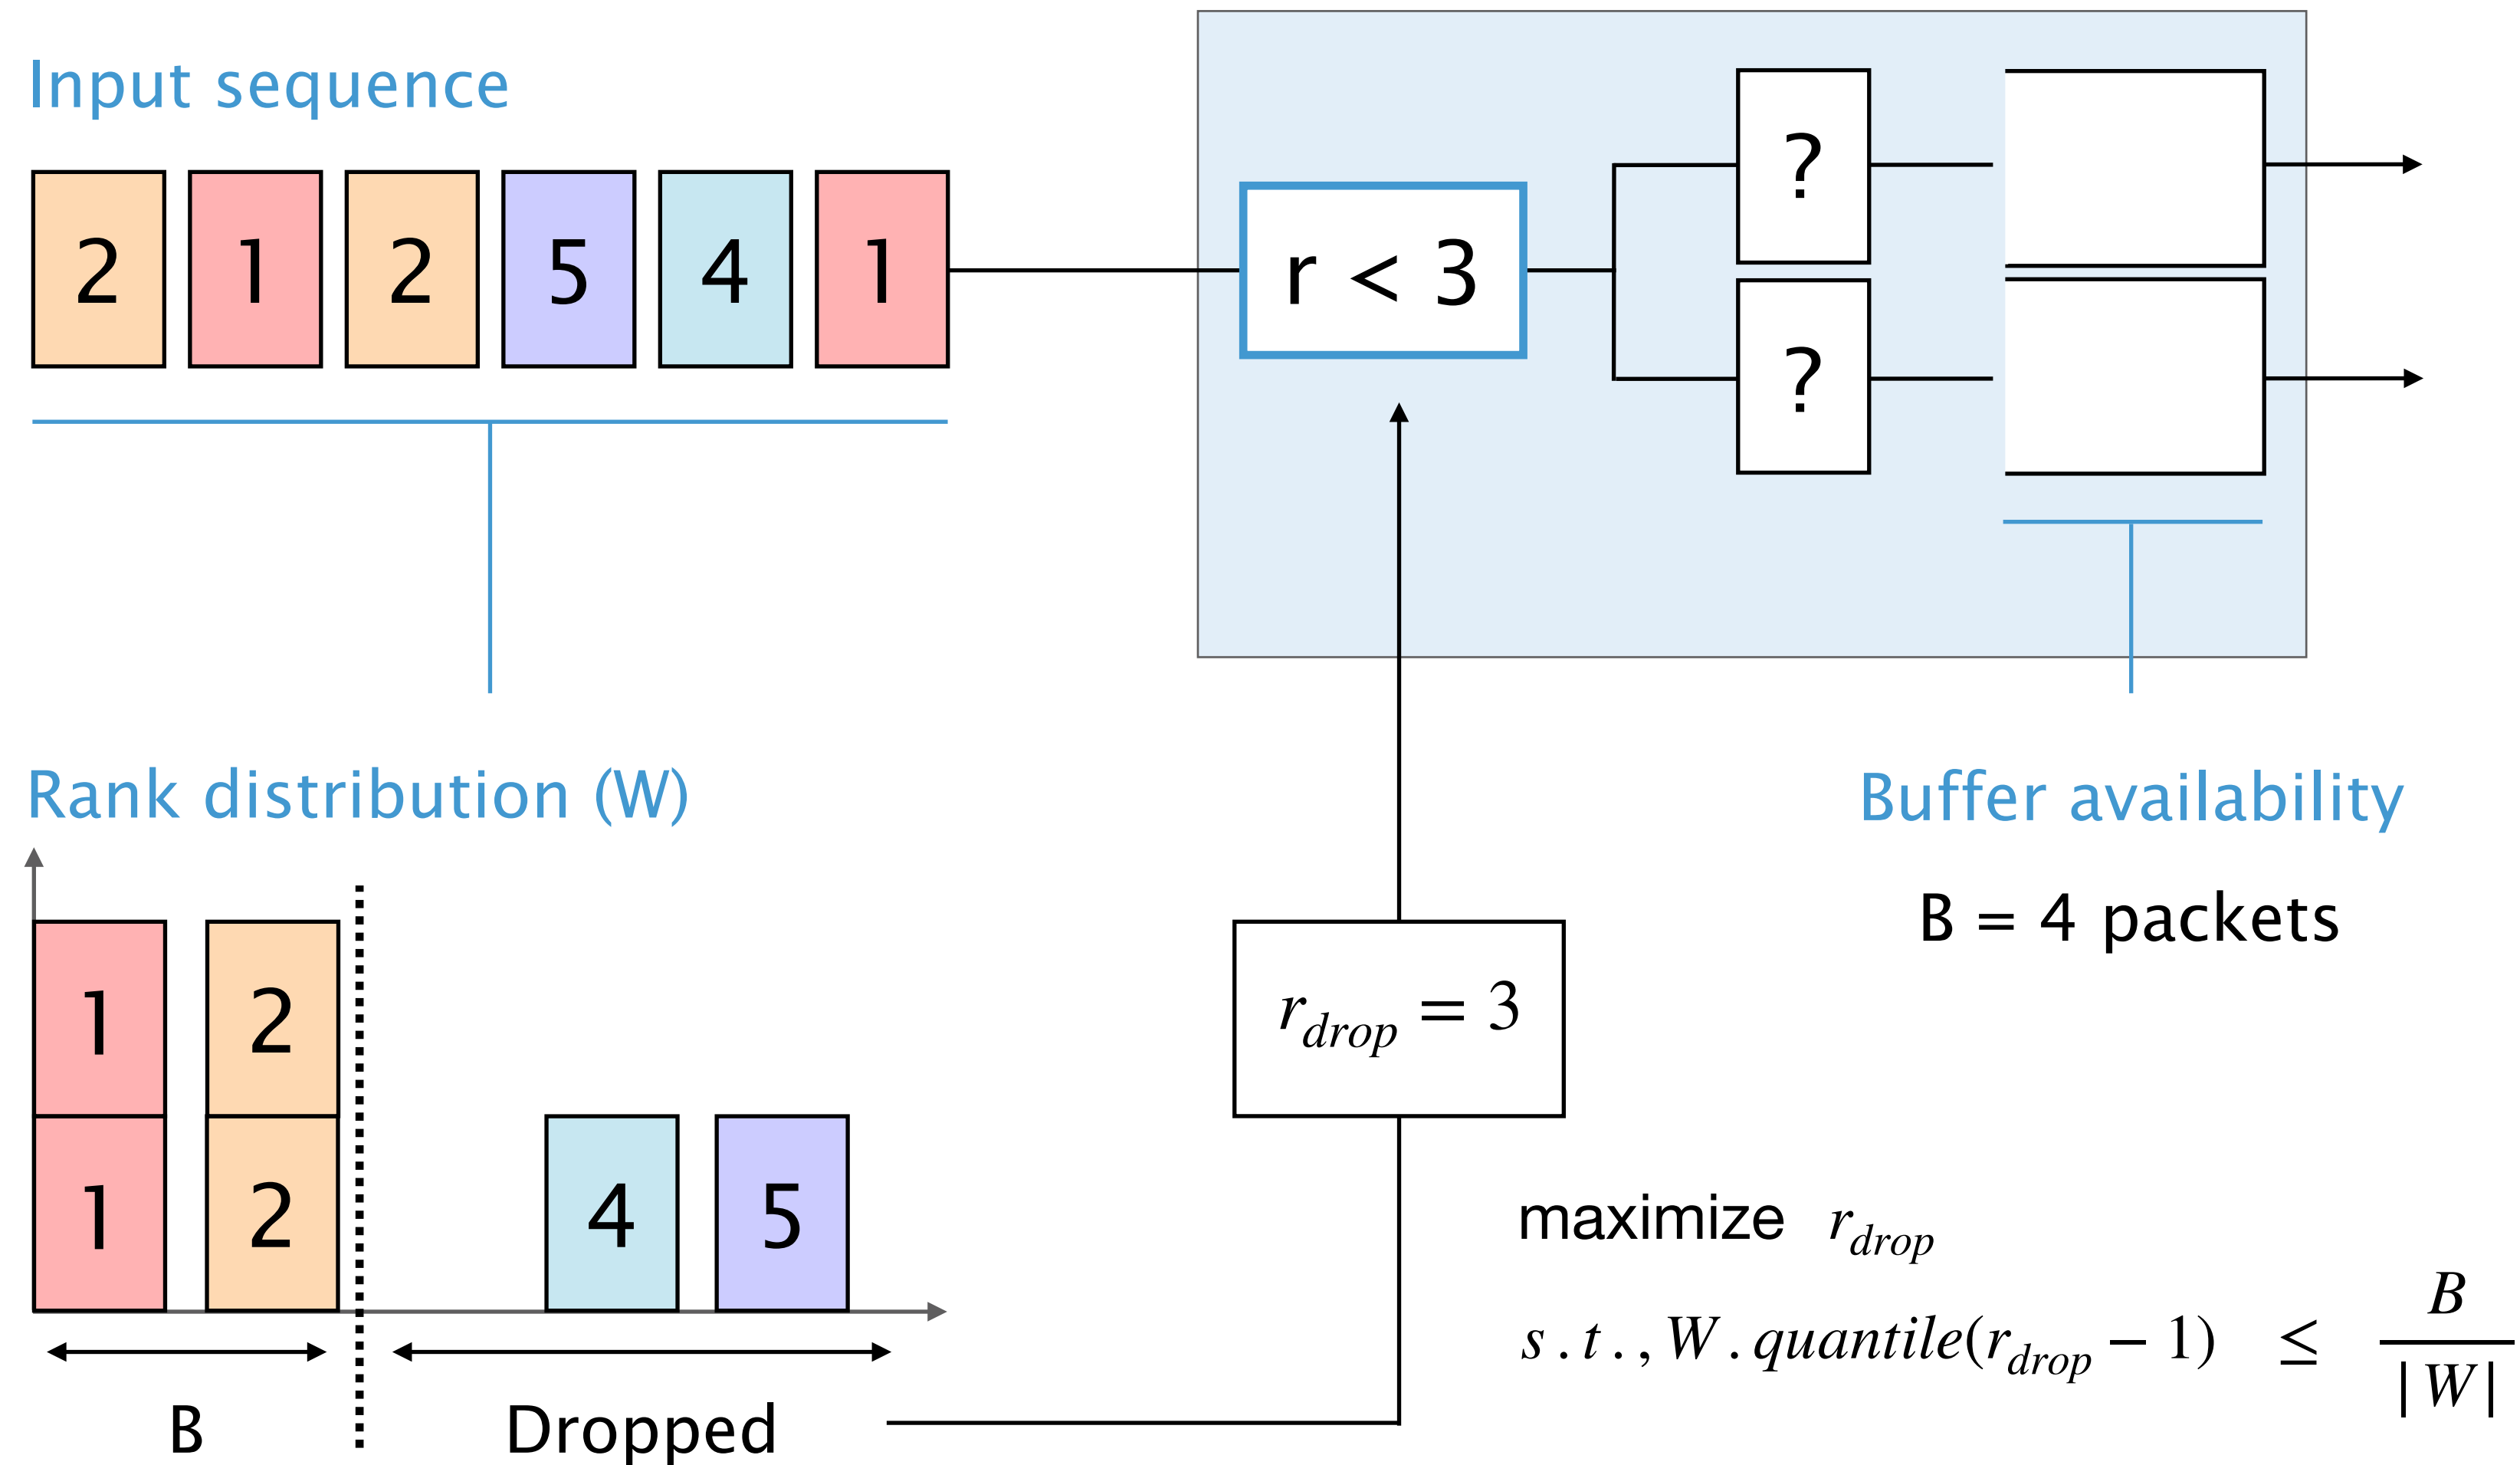 Input sequence
2 1 2 5 4 1
r < 3
?
?
Rank distribution (W)
Buffer availability
B = 4 packets
1 2
1 2 4 5
B
Dropped
r_drop = 3
maximize r_drop
s.t., W.quantile(r_drop − 1) ≤ B/|W|